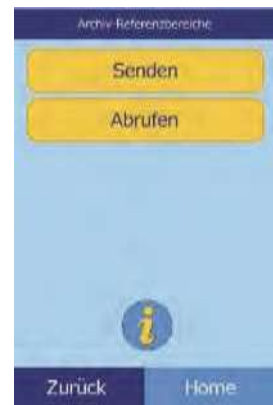 Archiv-Referenzbereiche
Senden
Abrufen
i
Zurück
Home